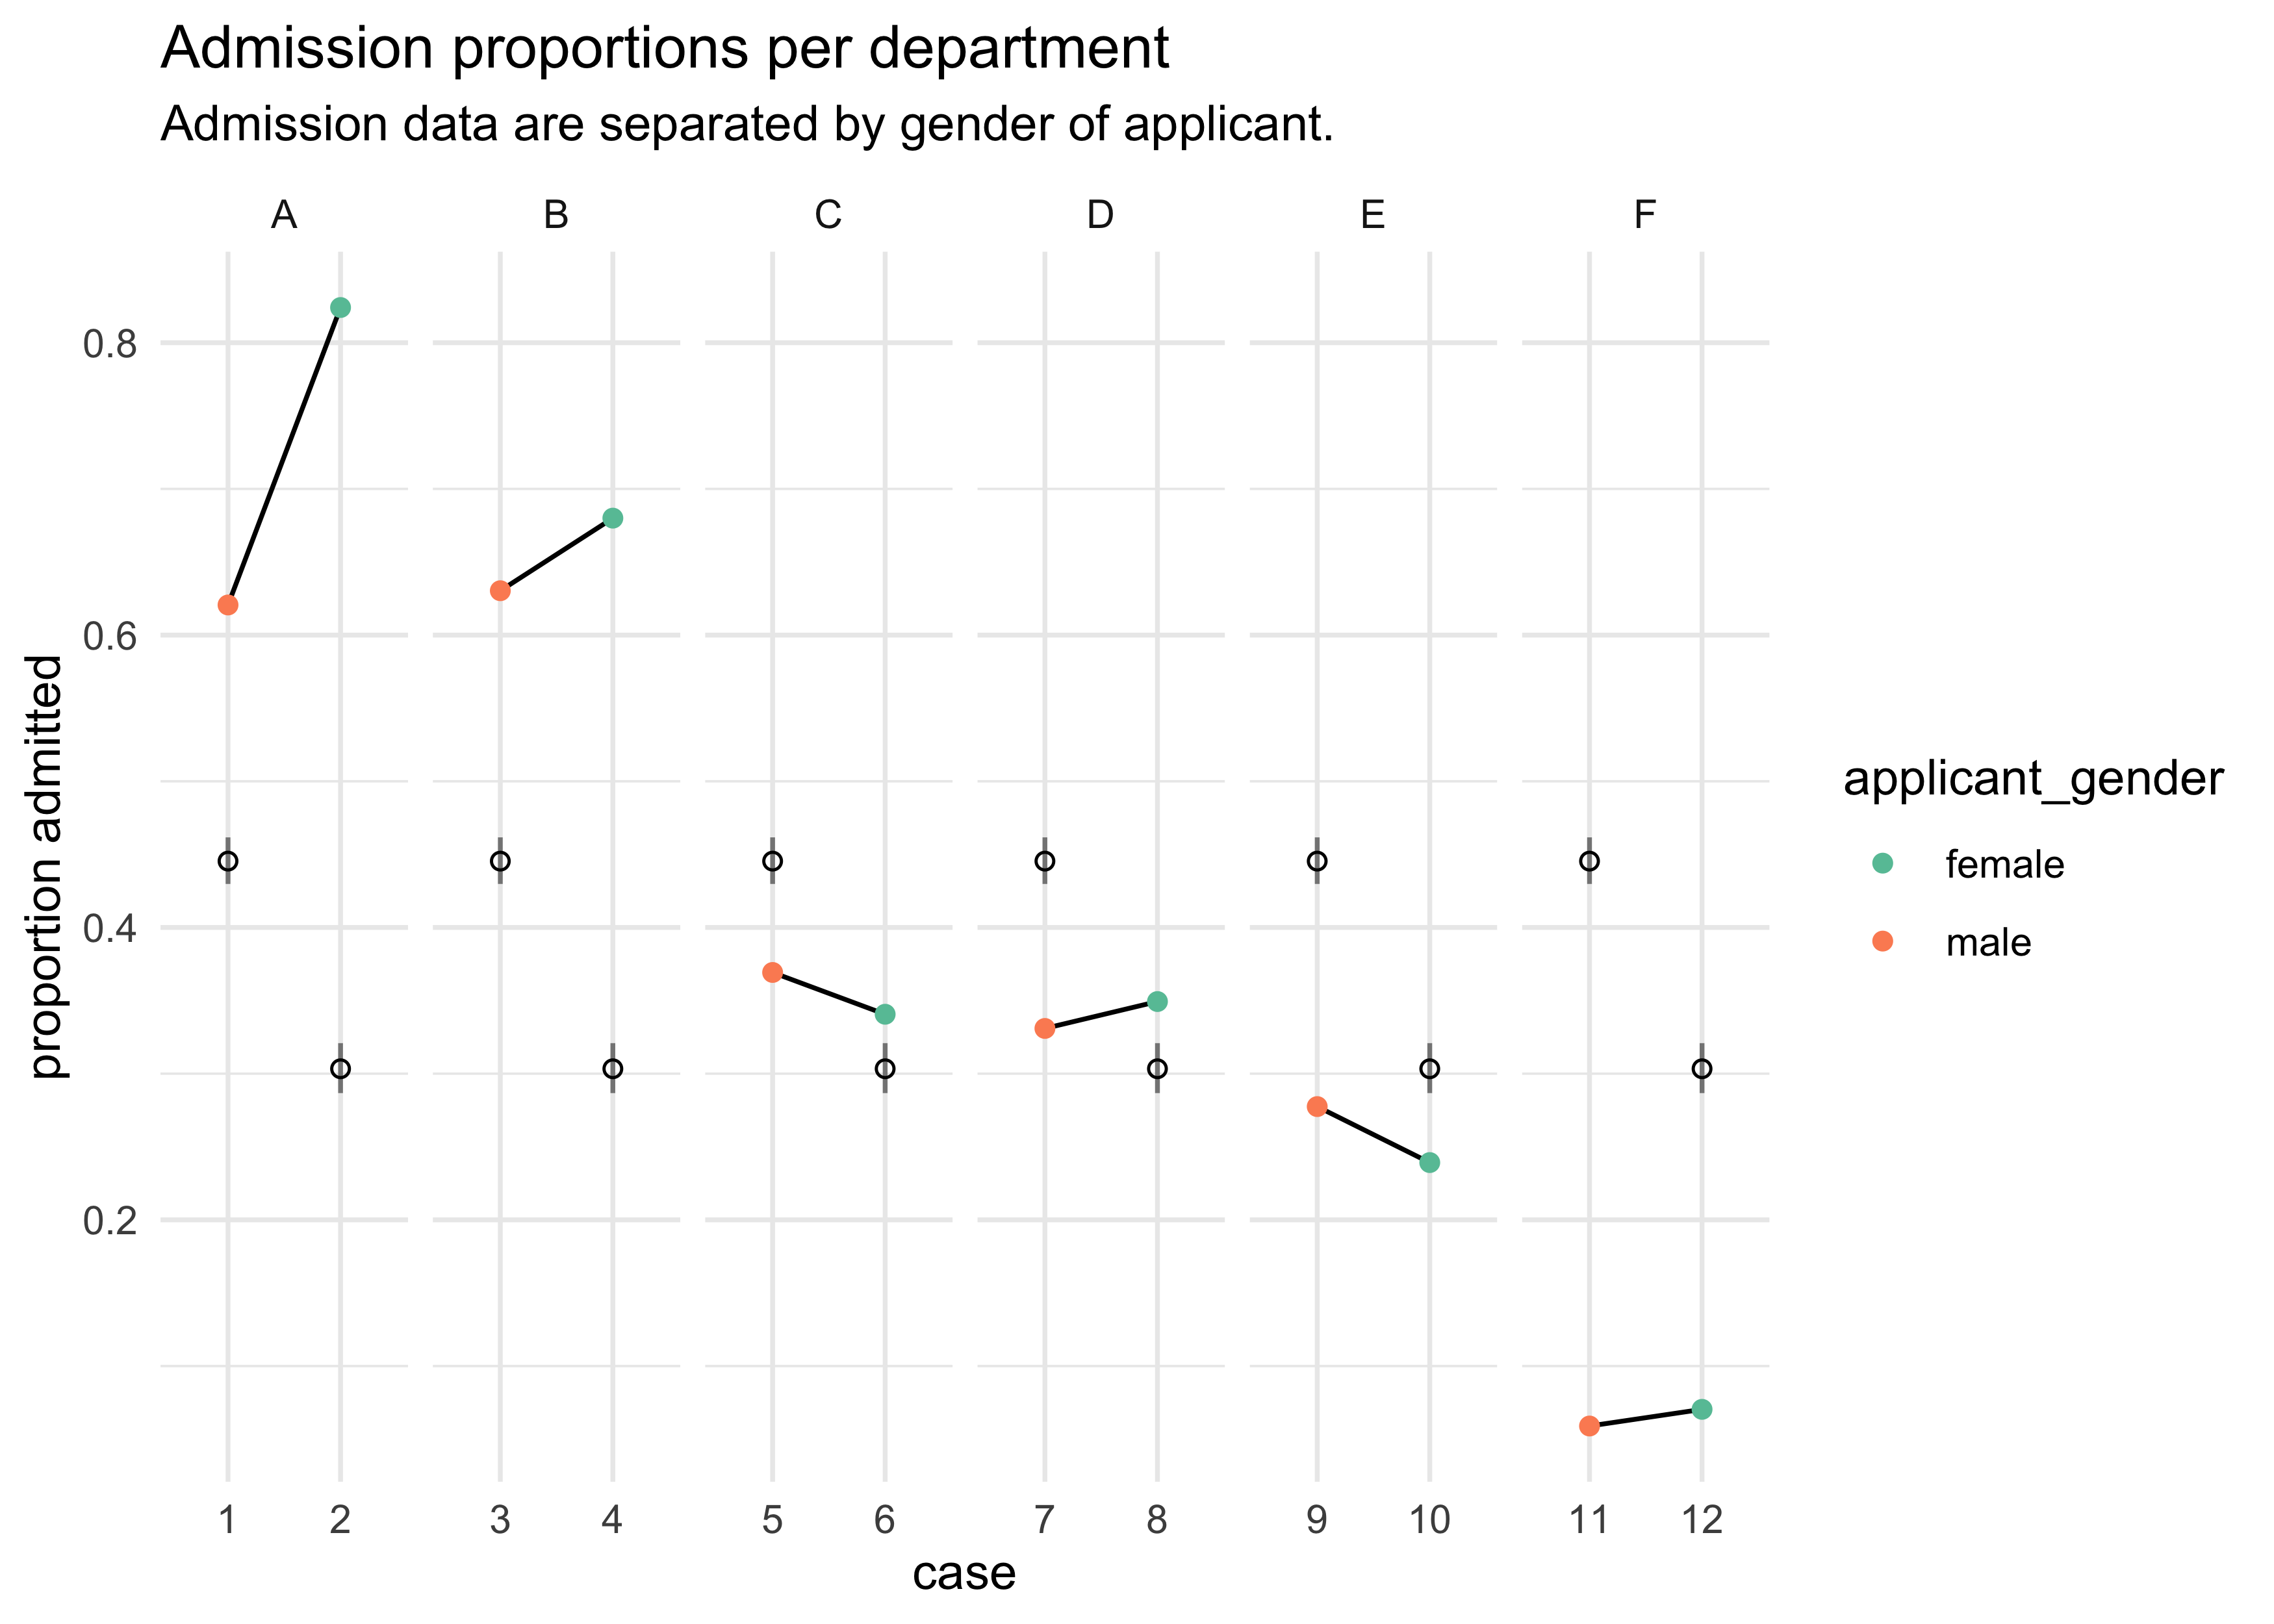 Admission proportions per department
Admission data are separated by gender of applicant.
A B C D E F
0.8
0.6
0.4
0.2
proportion admitted
1 2 3 4 5 6 7 8 9 10 11 12
case
applicant_gender
female
male